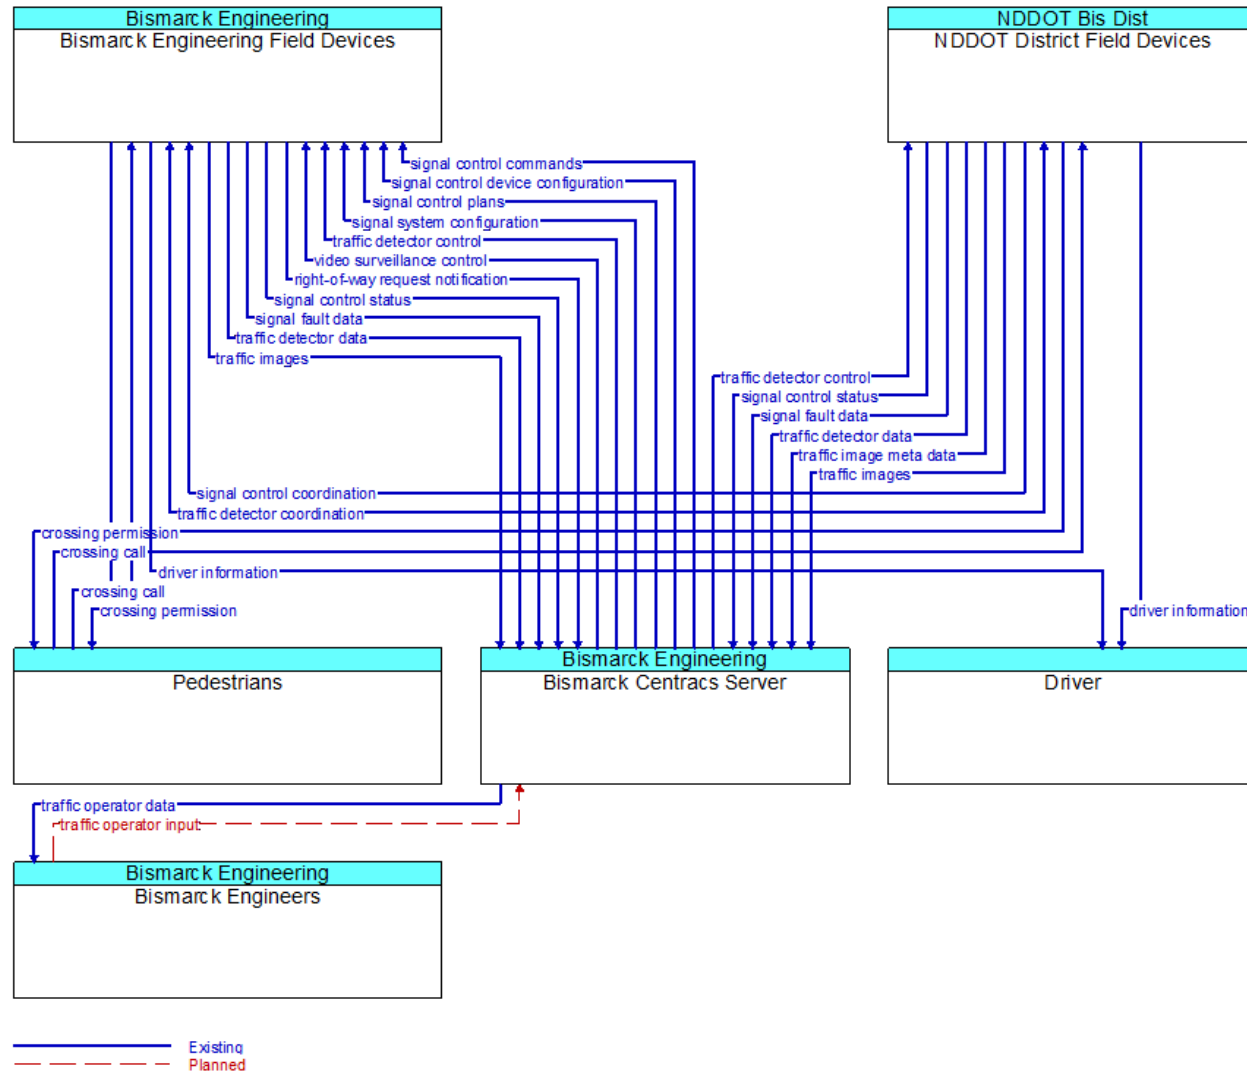 Bismarck Engineering
Bismarck Engineering Field Devices
NDDOT Bis Dist
NDDOT District Field Devices
signal control commands
signal control device configuration
signal control plans
signal system configuration
traffic detector control
video surveillance control
right-of-way request notification
signal control status
signal fault data
traffic detector data
traffic images
traffic detector control
signal control status
signal fault data
traffic detector data
traffic image meta data
traffic images
signal control coordination
traffic detector coordination
crossing permission
crossing call
driver information
crossing call
crossing permission
driver information
Pedestrians
Bismarck Engineering
Bismarck Centracs Server
Driver
traffic operator data
traffic operator input
Bismarck Engineering
Bismarck Engineers
Existing
Planned